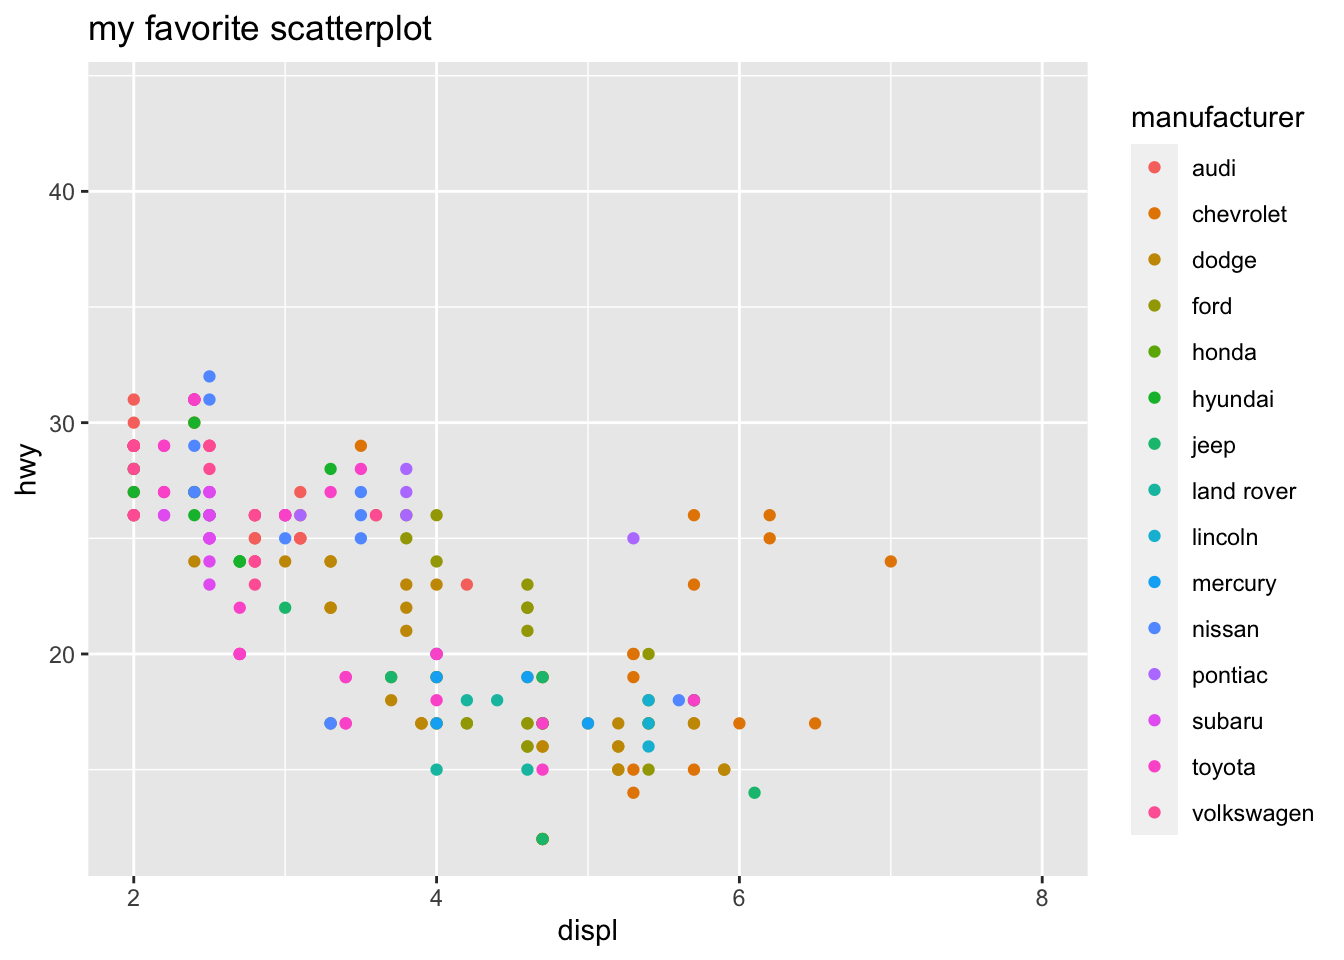 my favorite scatterplot
hwy
40
30
20
2 4 6 8
displ
manufacturer
audi
chevrolet
dodge
ford
honda
hyundai
jeep
land rover
lincoln
mercury
nissan
pontiac
subaru
toyota
volkswagen